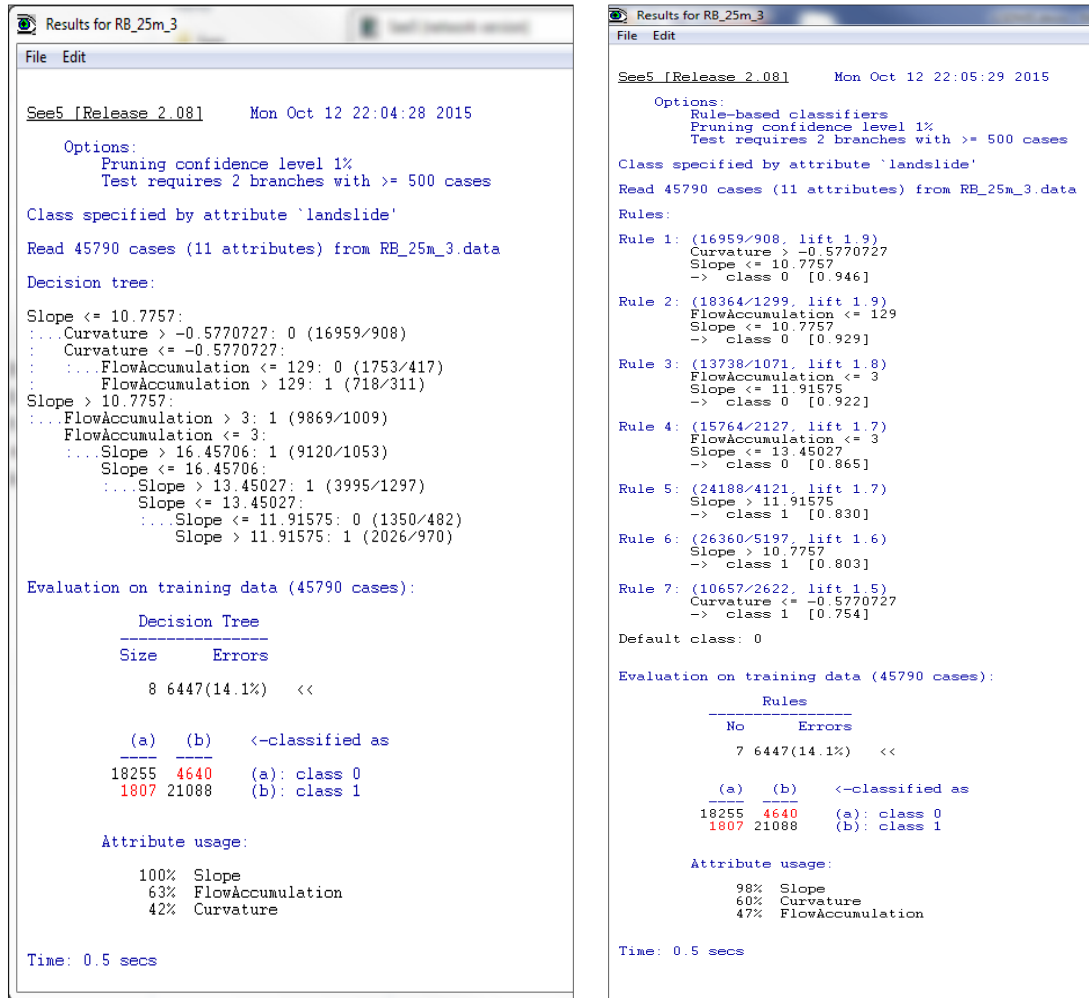 Results for RB_25m_3
File Edit
See5 [Release 2.08] Mon Oct 12 22:04:28 2015
Options:
Pruning confidence level 1%
Test requires 2 branches with >= 500 cases
Class specified by attribute `landslide'
Read 45790 cases (11 attributes) from RB_25m_3.data
Decision tree:
Slope <= 10.7757:
:...Curvature > -0.5770727: 0 (16959/908)
:   Curvature <= -0.5770727:
:   :...FlowAccumulation <= 129: 0 (1753/417)
:       FlowAccumulation > 129: 1 (718/311)
Slope > 10.7757:
:...FlowAccumulation > 3: 1 (9869/1009)
    FlowAccumulation <= 3:
    :...Slope > 16.45706: 1 (9120/1053)
        Slope <= 16.45706:
        :...Slope > 13.45027: 1 (3995/1297)
            Slope <= 13.45027:
            :...Slope <= 11.91575: 0 (1350/482)
                Slope > 11.91575: 1 (2026/970)
Evaluation on training data (45790 cases):
Decision Tree
----------------
Size Errors
8 6447(14.1%) <<
(a) (b) <-classified as
---- ----
18255 4640 (a): class 0
1807 21088 (b): class 1
Attribute usage:
100% Slope
63% FlowAccumulation
42% Curvature
Time: 0.5 secs
Results for RB_25m_3
File Edit
See5 [Release 2.08] Mon Oct 12 22:05:29 2015
Options:
Rule-based classifiers
Pruning confidence level 1%
Test requires 2 branches with >= 500 cases
Class specified by attribute `landslide'
Read 45790 cases (11 attributes) from RB_25m_3.data
Rules:
Rule 1: (16959/908, lift 1.9)
Curvature > -0.5770727
Slope <= 10.7757
-> class 0 [0.946]
Rule 2: (18364/1299, lift 1.9)
FlowAccumulation <= 129
Slope <= 10.7757
-> class 0 [0.929]
Rule 3: (13738/1071, lift 1.8)
FlowAccumulation <= 3
Slope <= 11.91575
-> class 0 [0.922]
Rule 4: (15764/2127, lift 1.7)
FlowAccumulation <= 3
Slope <= 13.45027
-> class 0 [0.865]
Rule 5: (24188/4121, lift 1.7)
Slope > 11.91575
-> class 1 [0.830]
Rule 6: (26360/5197, lift 1.6)
Slope > 10.7757
-> class 1 [0.803]
Rule 7: (10657/2622, lift 1.5)
Curvature <= -0.5770727
-> class 1 [0.754]
Default class: 0
Evaluation on training data (45790 cases):
Rules
----------------
No Errors
7 6447(14.1%) <<
(a) (b) <-classified as
---- ----
18255 4640 (a): class 0
1807 21088 (b): class 1
Attribute usage:
98% Slope
60% Curvature
47% FlowAccumulation
Time: 0.5 secs